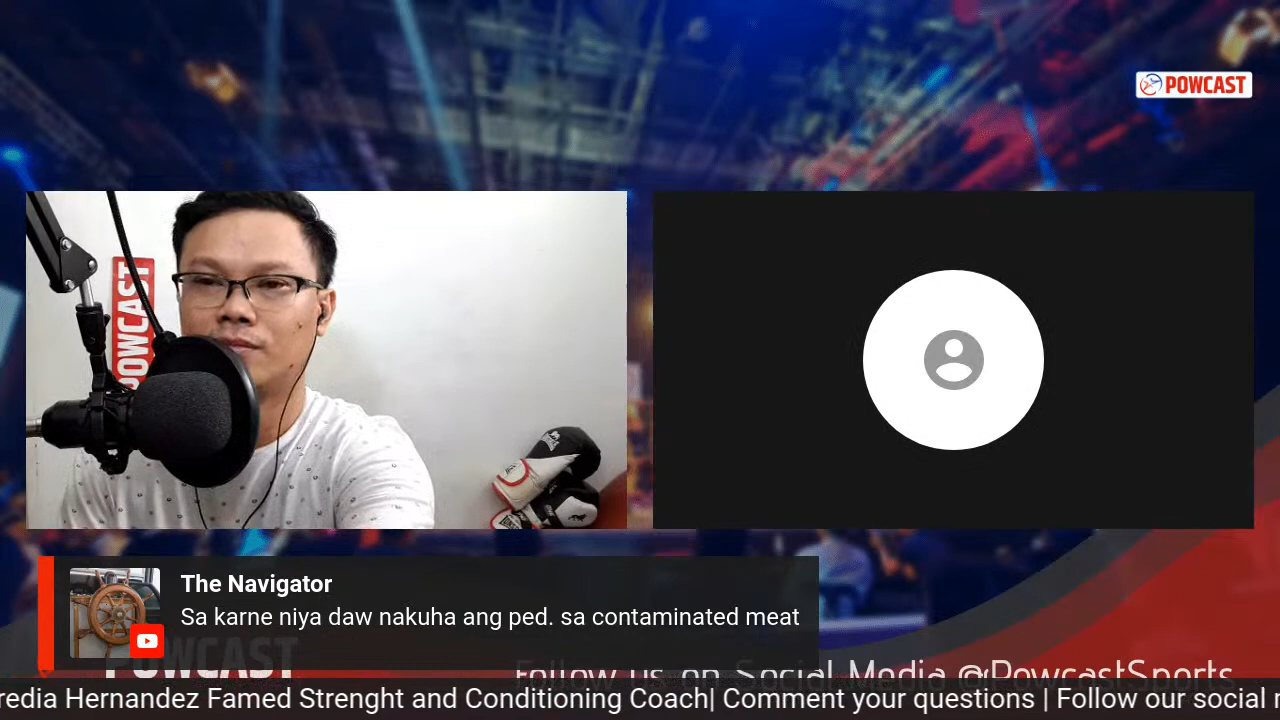 POWCAST
POWCAST
The Navigator
Sa karne niya daw nakuha ang ped. sa contaminated meat
POWCAST
Follow us on Social Media @PowcastSports
redia Hernandez Famed Strenght and Conditioning Coach| Comment your questions | Follow our social